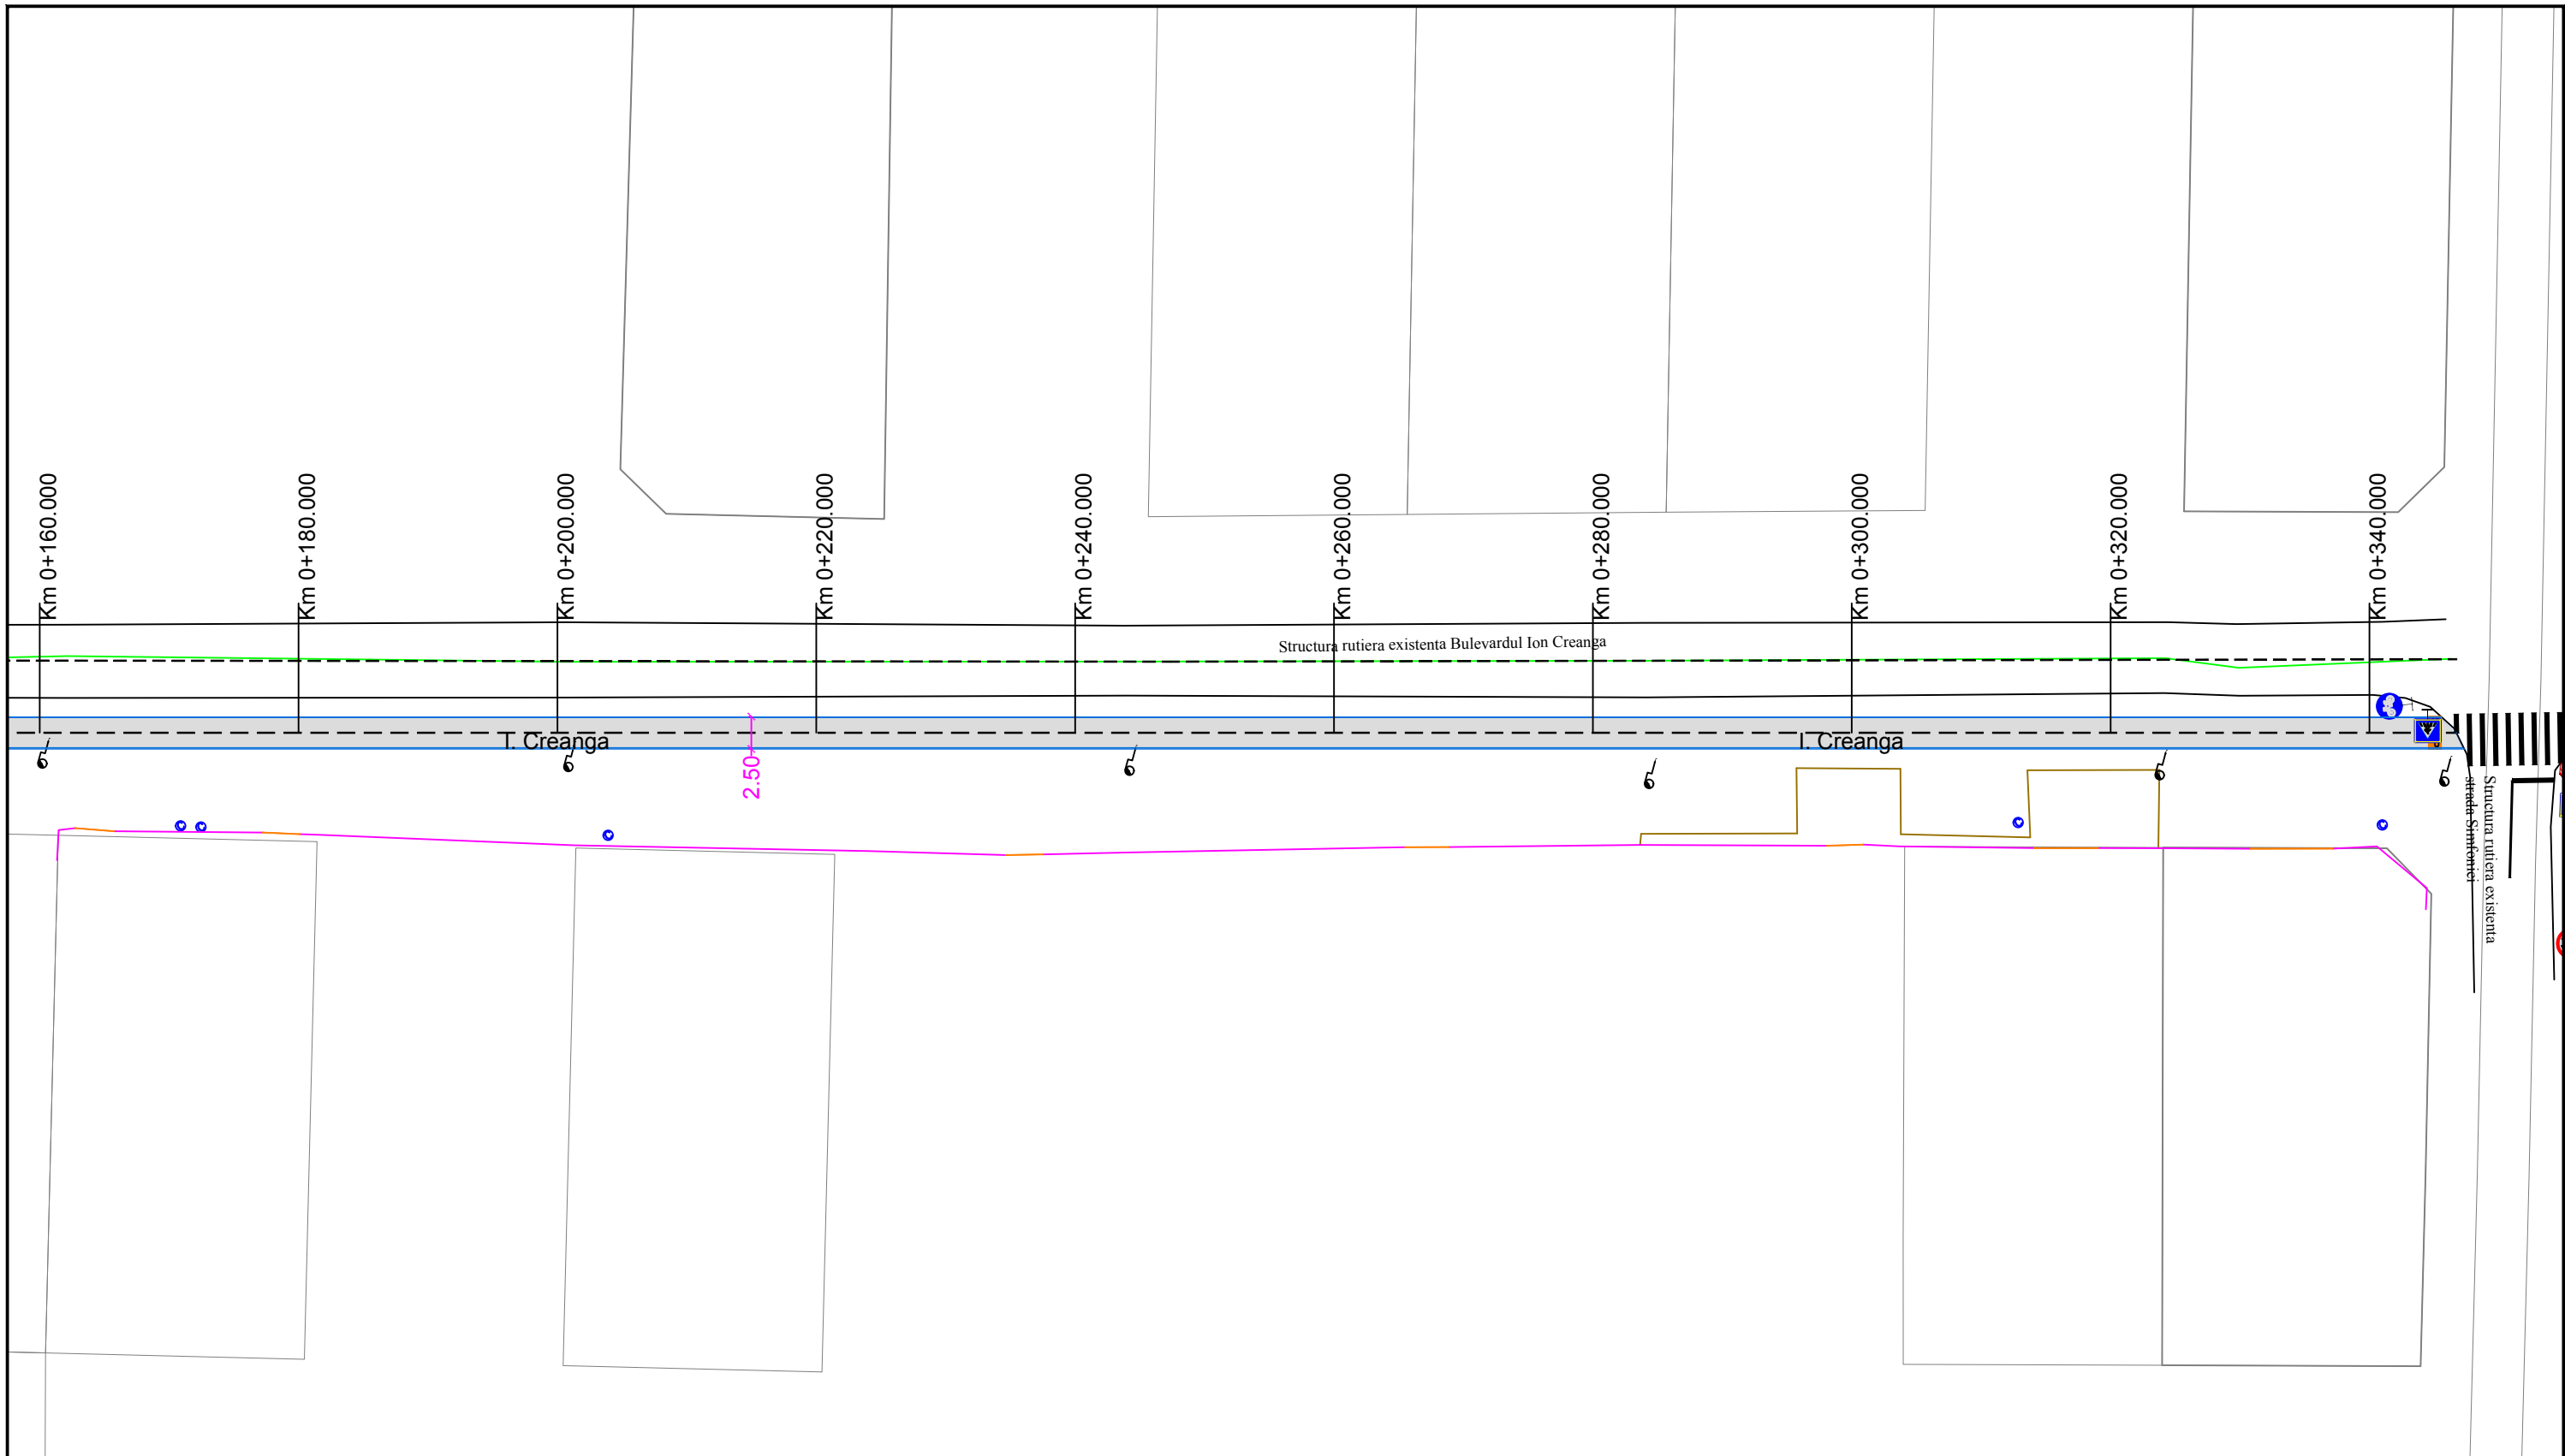 Km 0+160.000
Km 0+180.000
Km 0+200.000
Km 0+220.000
Km 0+240.000
Km 0+260.000
Km 0+280.000
Km 0+300.000
Km 0+320.000
Km 0+340.000
Structura rutiera existenta Bulevardul Ion Creanga
I. Creanga
I. Creanga
2.50
Structura rutiera existenta
strada Simfoniei